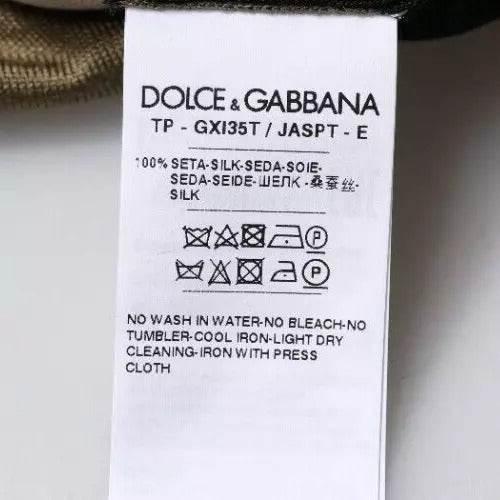 DOLCE & GABBANA
TP - GXI35T / JASPT - E
100% SETA-SILK-SEDA-SOIE-
SEDA-SEIDE-ШЕЛК -桑蚕丝-
SILK
P
P
NO WASH IN WATER-NO BLEACH-NO
TUMBLER-COOL IRON-LIGHT DRY
CLEANING-IRON WITH PRESS
CLOTH